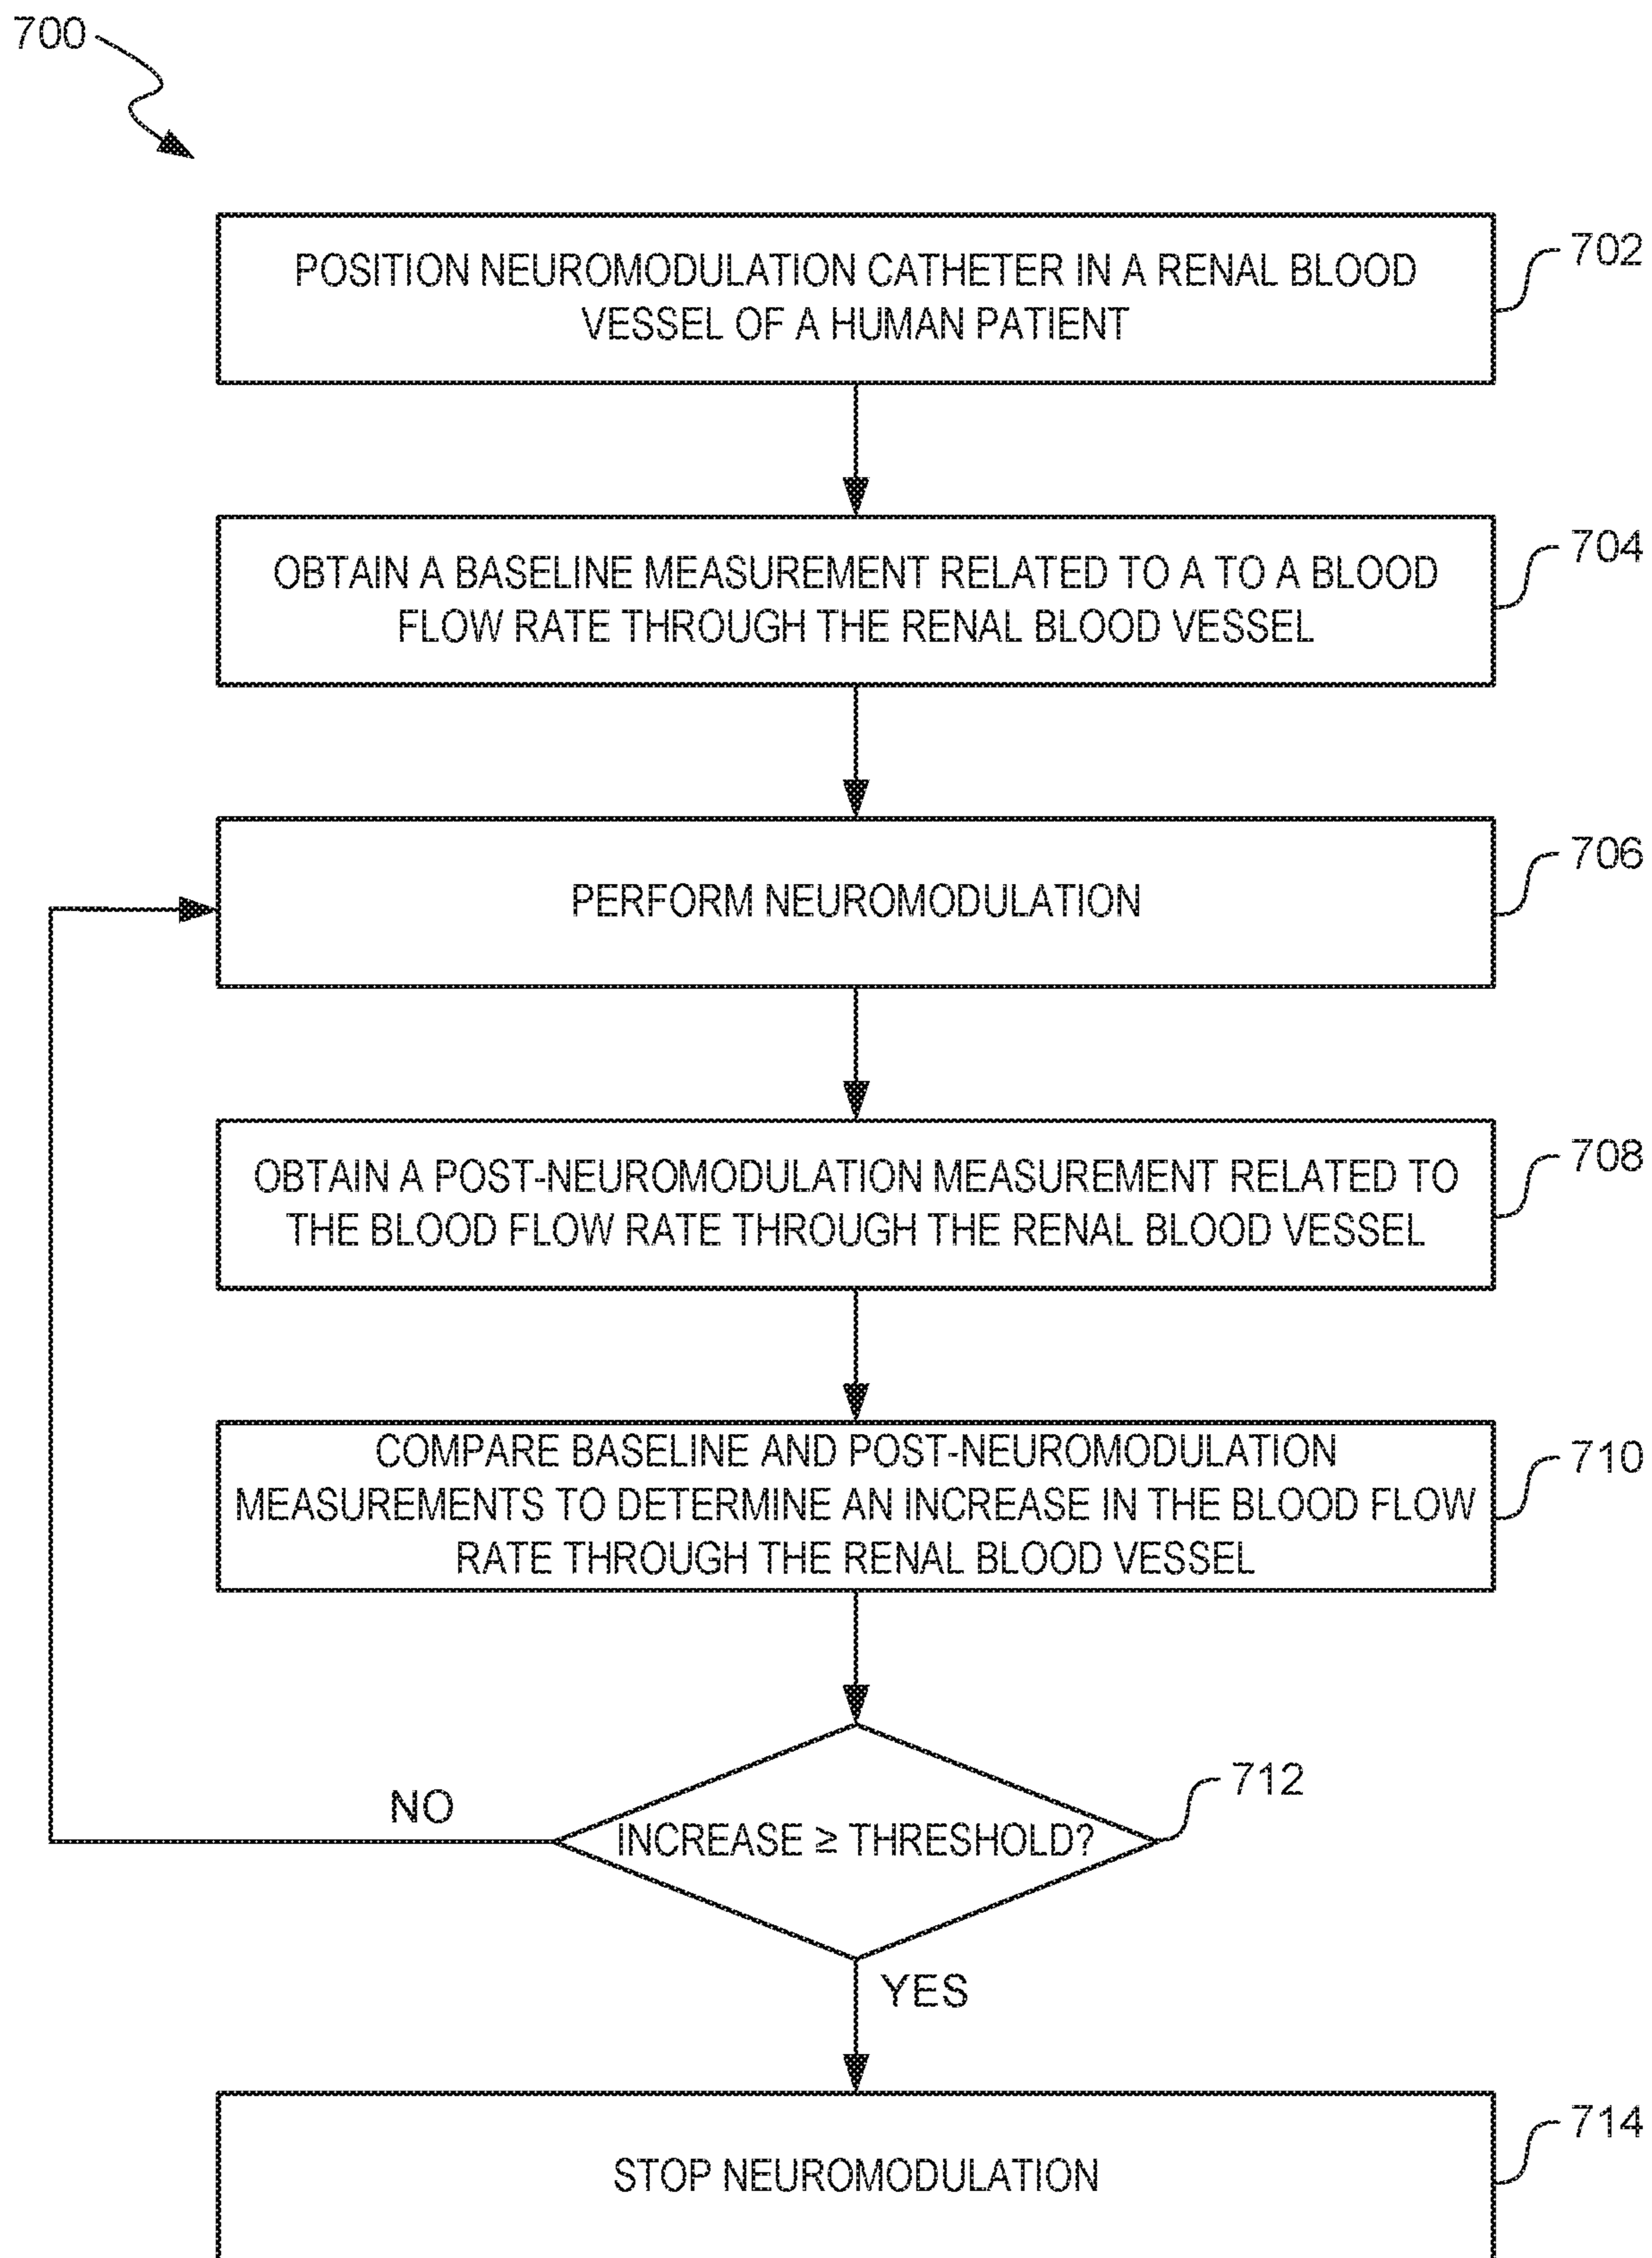 700
POSITION NEUROMODULATION CATHETER IN A RENAL BLOOD
VESSEL OF A HUMAN PATIENT
702
OBTAIN A BASELINE MEASUREMENT RELATED TO A TO A BLOOD
FLOW RATE THROUGH THE RENAL BLOOD VESSEL
704
PERFORM NEUROMODULATION
706
OBTAIN A POST-NEUROMODULATION MEASUREMENT RELATED TO
THE BLOOD FLOW RATE THROUGH THE RENAL BLOOD VESSEL
708
COMPARE BASELINE AND POST-NEUROMODULATION
MEASUREMENTS TO DETERMINE AN INCREASE IN THE BLOOD FLOW
RATE THROUGH THE RENAL BLOOD VESSEL
710
NO
INCREASE ≥ THRESHOLD?
712
YES
STOP NEUROMODULATION
714